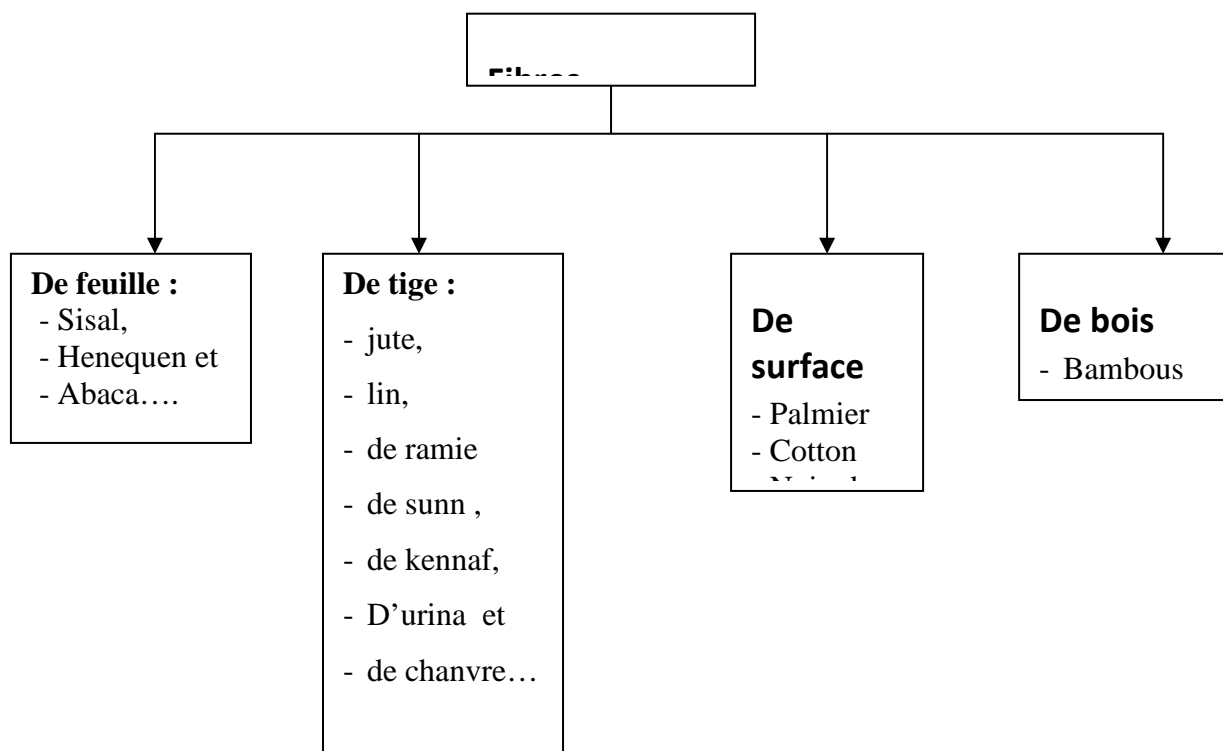 De feuille :
- Sisal,
- Henequen et
- Abaca….
De tige :
- jute,
- lin,
- de ramie
- de sunn ,
- de kennaf,
- D’urina et
- de chanvre…
De
surface
- Palmier
- Cotton
De bois
- Bambous